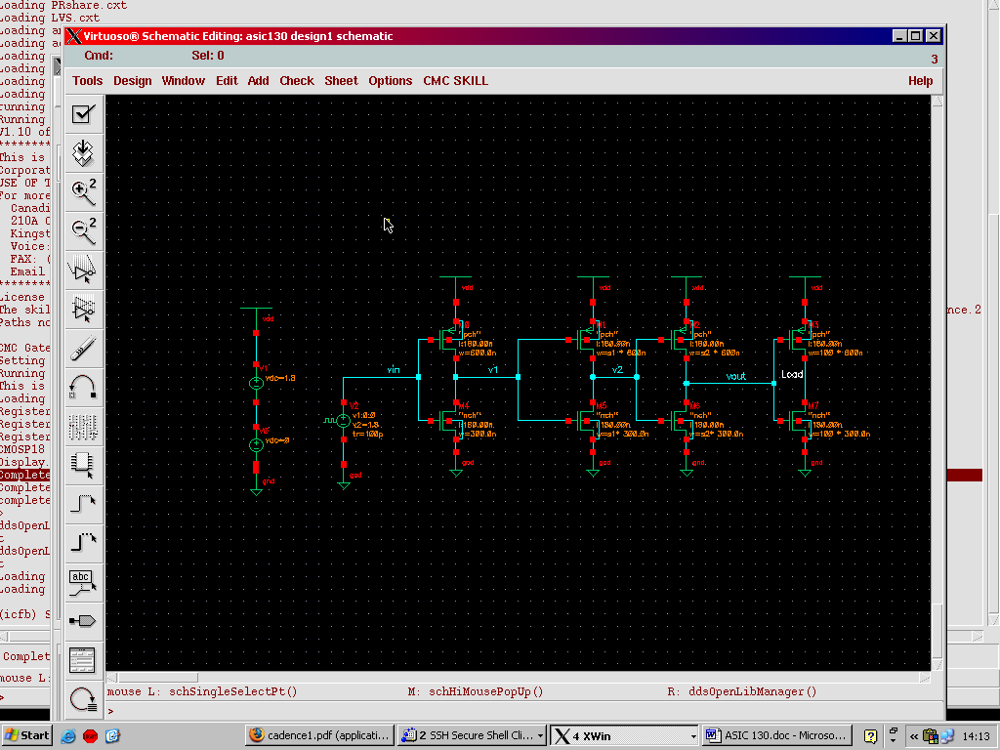 Loading PRshare.cxt
Loading LVS.cxt
Loading
Loading
Loading
Loading
Loading
Loading
running
Running
V1.10 of
This is
Corporat
USE OF T
For more
Canadi
210A C
Kingst
Voice:
FAX: (
Email
License
The skil
nce.2
Paths no
CMC Gate
Setting
Running
This is
Loading
Register
Register
Register
CMOSP18
Display.
Complete
Complete
complete
>
ddsOpenL
t
ddsOpenL
t
Loading
Loading
(icfb) S
Complet
mouse L:
>
Virtuoso® Schematic Editing: asic130 design1 schematic
Cmd: Sel: 0 3
Tools Design Window Edit Add Check Sheet Options CMC SKILL Help
2
2
abc
vdd vdd vdd vdd
vdd
"pch" "pch" "pch" "pch"
l:180.00n 180.00n 180.00n l:180.00n
w=600.0n w=s1 * 600n w=s2 * 600n w=100 * 600n
V1
vdc=1.8
vin v1 v2 vout Load
V2
v1:0:0
v2=1.8
tr=100p
M4 M5 M6 M7
"nch" "nch" "nch" "nch"
l:180.00n 180.00n 180.00n 180.00n
w=300.0n w=s1* 300.0n w=s2* 300.0n w=100 * 300.0n
vdc=0
gnd gnd gnd gnd gnd gnd
mouse L: schSingleSelectPt() M: schHiMousePopUp() R: ddsOpenLibManager()
>
Start cadence1.pdf (applicati... 2 SSH Secure Shell Cli... 4 XWin ASIC 130.doc - Microso... « 14:13